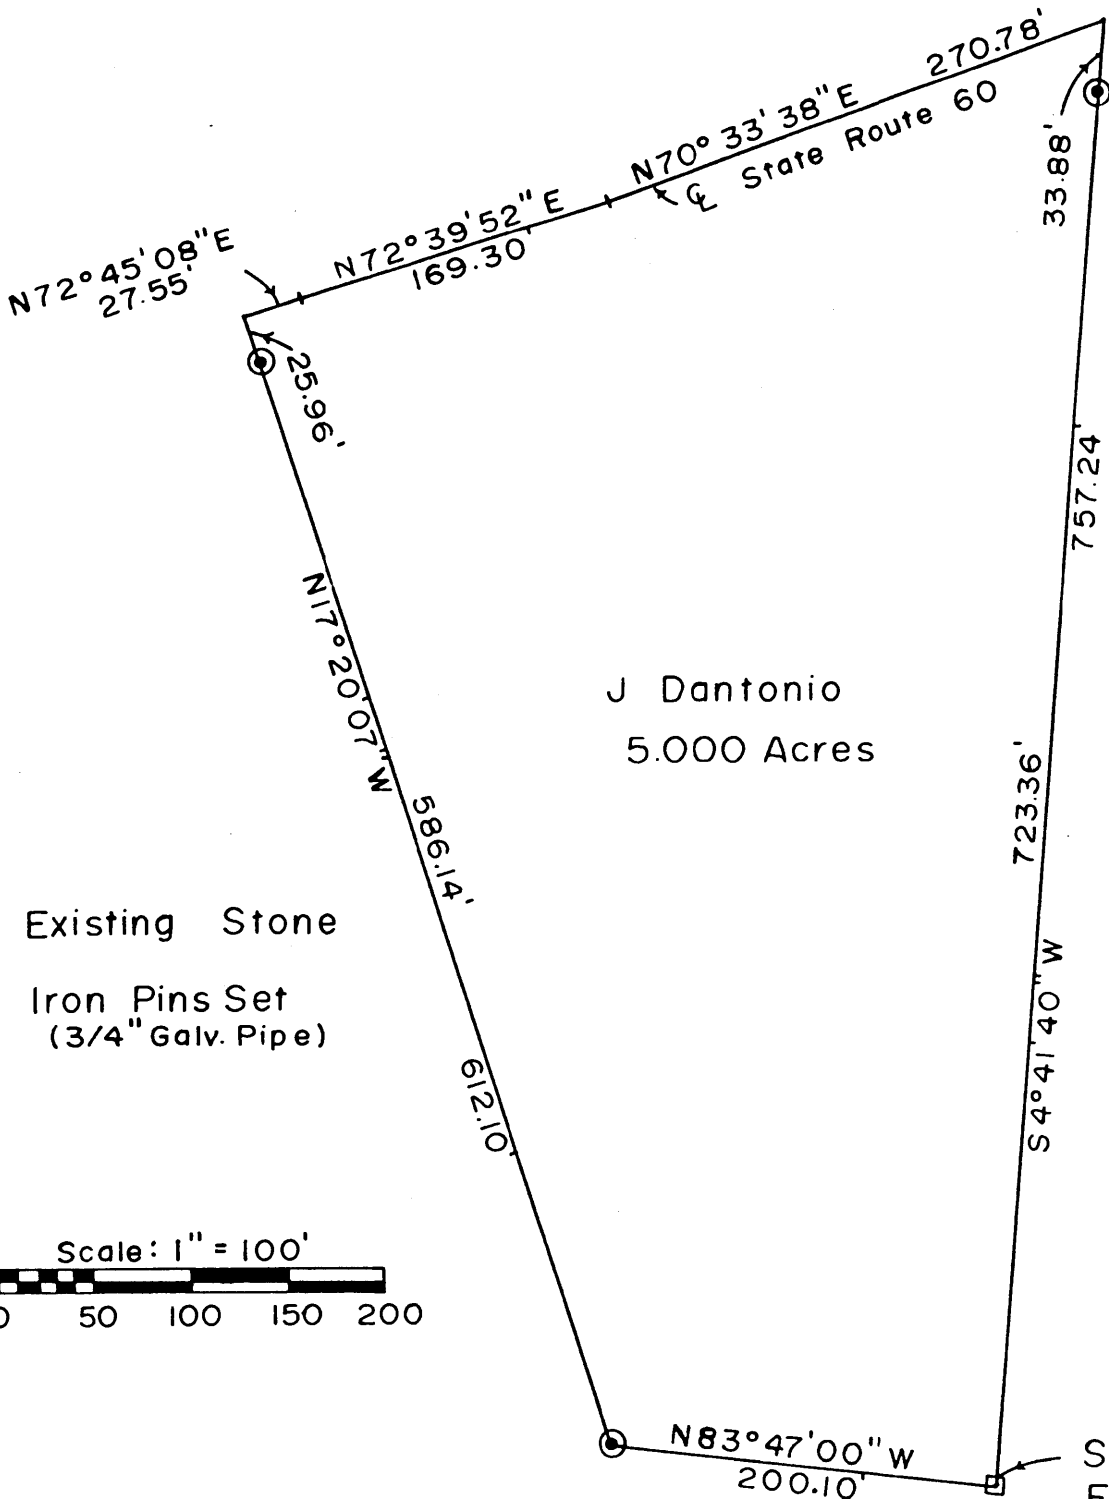 270.78'
N70° 33' 38" E
℄ State Route 60
33.88'
N72° 39' 52" E
169.30'
N72° 45' 08" E
27.55'
25.96'
757.24'
N17° 20' 07" W
J Dantonio
5.000 Acres
723.36'
586.14'
Existing Stone
Iron Pins Set
(3/4" Galv. Pipe)
S 4° 41' 40" W
612.10'
Scale: 1" = 100'
0 50 100 150 200
N83° 47' 00" W
200.10'
S